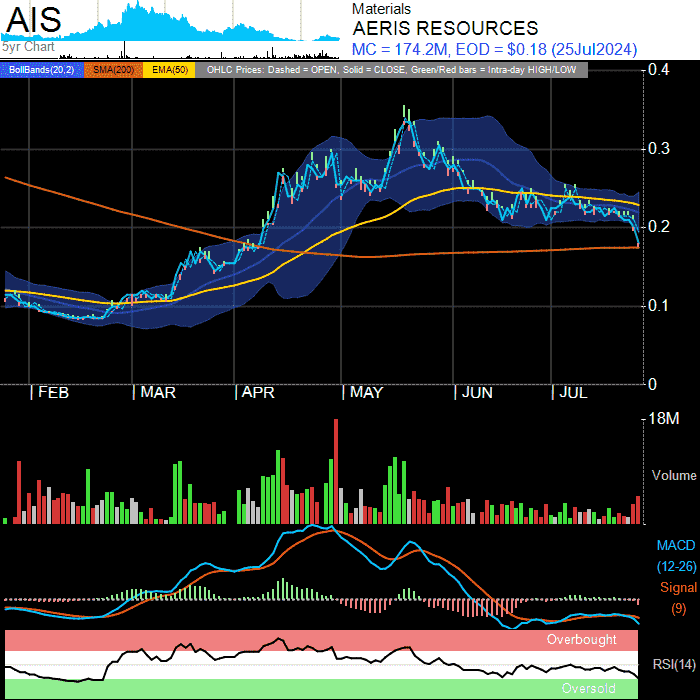 AIS
5yr Chart
Materials
AERIS RESOURCES
MC = 174.2M, EOD = $0.18 (25Jul2024)
BollBands(20,2) SMA(200) EMA(50) OHLC Prices: Dashed = OPEN, Solid = CLOSE, Green/Red bars = Intra-day HIGH/LOW
0.4
0.3
0.2
0.1
0
FEB MAR APR MAY JUN JUL
18M
Volume
MACD
(12-26)
Signal
(9)
Overbought
RSI(14)
Oversold